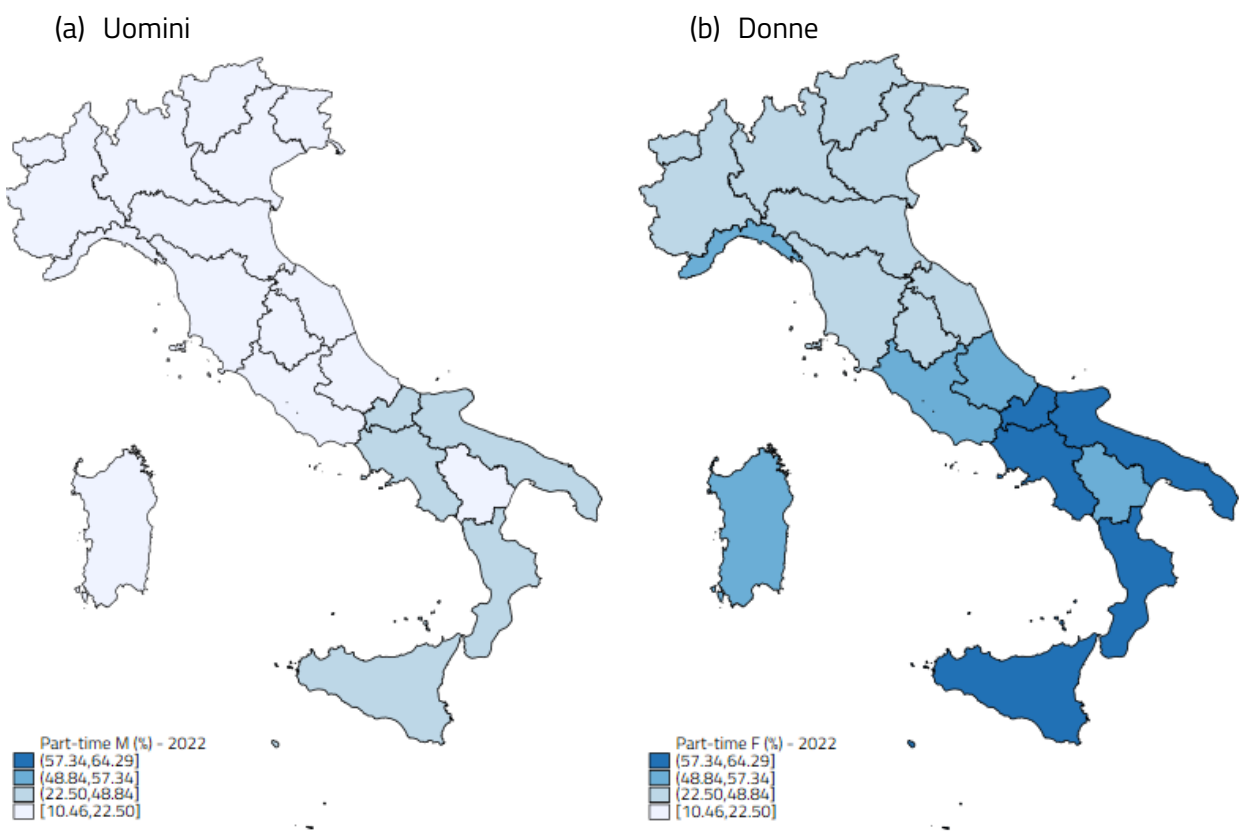 (a) Uomini
(b) Donne
Part-time M (%) - 2022
(57.34,64.29]
(48.84,57.34]
(22.50,48.84]
[10.46,22.50]
Part-time F (%) - 2022
(57.34,64.29]
(48.84,57.34]
(22.50,48.84]
[10.46,22.50]